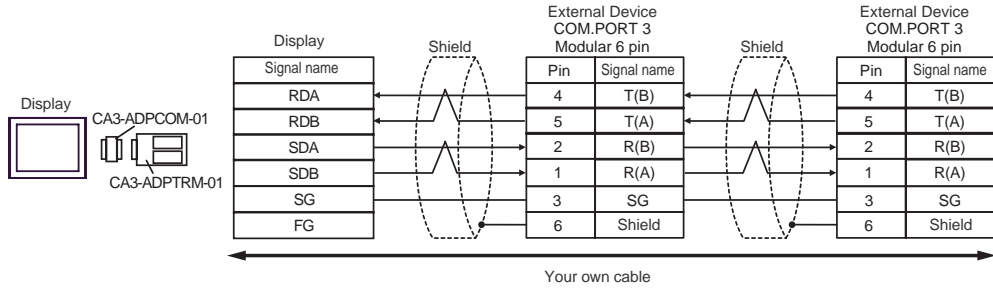 External Device
COM.PORT 3
Modular 6 pin
External Device
COM.PORT 3
Modular 6 pin
Display
Shield
Shield
Signal name
Pin Signal name
Pin Signal name
RDA 4 T(B) 4 T(B)
RDB 5 T(A) 5 T(A)
SDA 2 R(B) 2 R(B)
SDB 1 R(A) 1 R(A)
SG 3 SG 3 SG
FG 6 Shield 6 Shield
Display
CA3-ADPCOM-01
CA3-ADPTRM-01
Your own cable